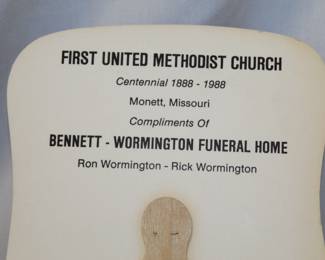 FIRST UNITED METHODIST CHURCH
Centennial 1888 - 1988
Monett, Missouri
Compliments Of
BENNETT - WORMINGTON FUNERAL HOME
Ron Wormington - Rick Wormington